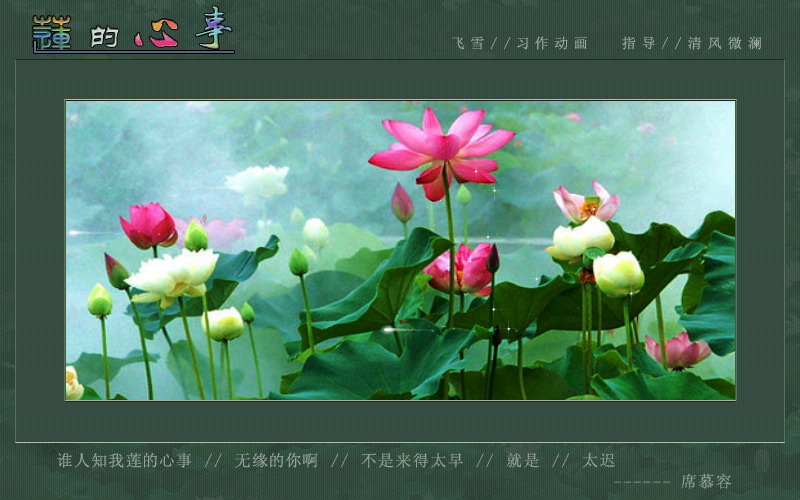 蓮的心事
飞雪//习作动画 指导//清风微澜
谁人知我莲的心事 // 无缘的你啊 // 不是来得太早 // 就是 // 太迟
------ 席慕容